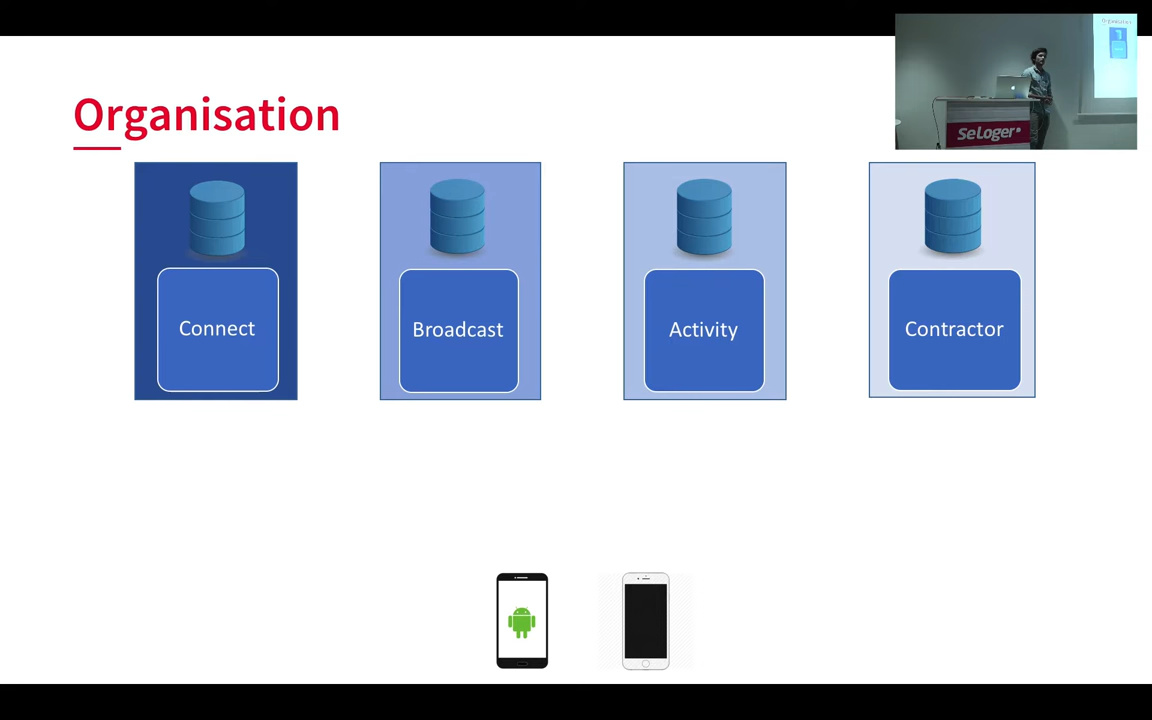 Organisation
SeLoger
Connect
Broadcast
Activity
Contractor